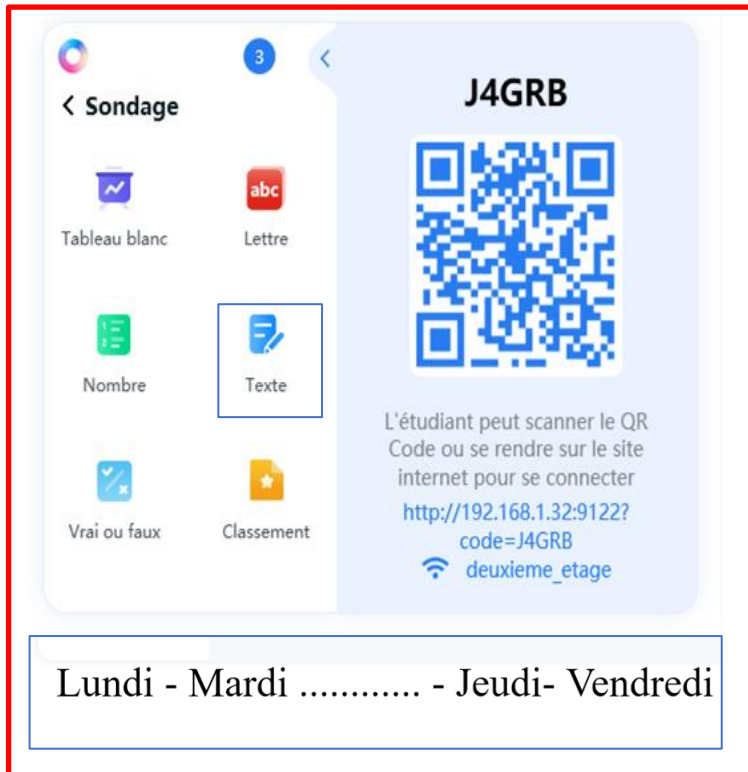 3
Sondage
Tableau blanc
abc
Lettre
Nombre
Texte
Vrai ou faux
Classement
J4GRB
L'étudiant peut scanner le QR
Code ou se rendre sur le site
internet pour se connecter
http://192.168.1.32:9122?
code=J4GRB
deuxieme_etage
Lundi - Mardi ............ - Jeudi- Vendredi